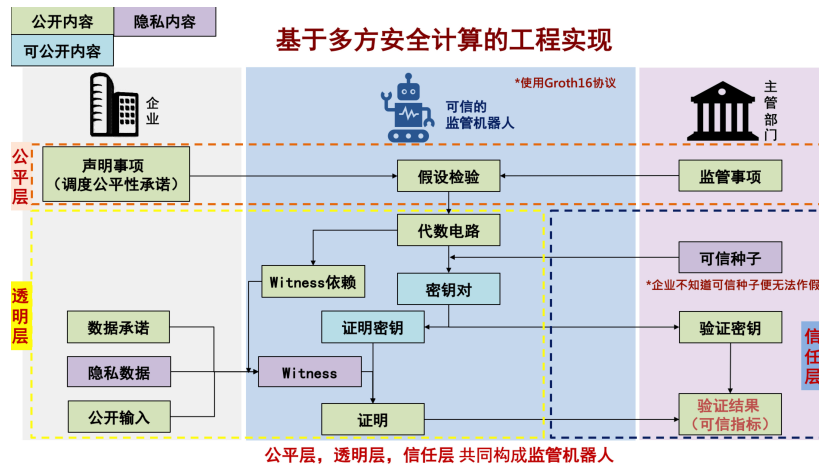 公开内容
隐私内容
可公开内容
基于多方安全计算的工程实现
企业
可信的
监管机器人
*使用Groth16协议
主管部门
公平层
声明事项
(调度公平性承诺)
假设检验
监管事项
代数电路
可信种子
Witness依赖
密钥对
*企业不知道可信种子便无法作假
透明层
数据承诺
证明密钥
验证密钥
信任层
隐私数据
Witness
公开输入
证明
验证结果
(可信指标)
公平层，透明层，信任层 共同构成监管机器人